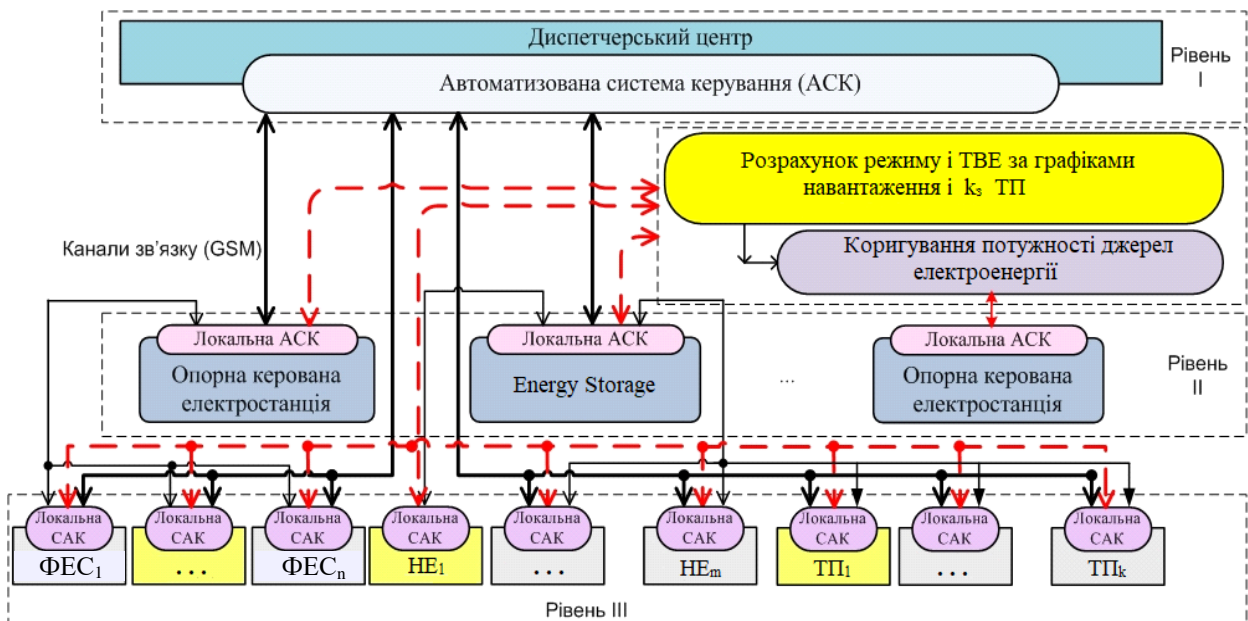 Диспетчерський центр
Автоматизована система керування (АСК)
Рівень
I
Розрахунок режиму і ТВЕ за графіками
навантаження і kз ТП
Канали зв’язку (GSM)
Коригування потужності джерел
електроенергії
Локальна АСК
Опорна керована
електростанція
Локальна АСК
Energy Storage
...
Локальна АСК
Опорна керована
електростанція
Рівень
II
Локальна
САК
ФЕС1
Локальна
САК
...
Локальна
САК
ФЕСn
Локальна
САК
НЕ1
Локальна
САК
...
Локальна
САК
НЕm
Локальна
САК
ТП1
Локальна
САК
...
Локальна
САК
ТПk
Рівень III